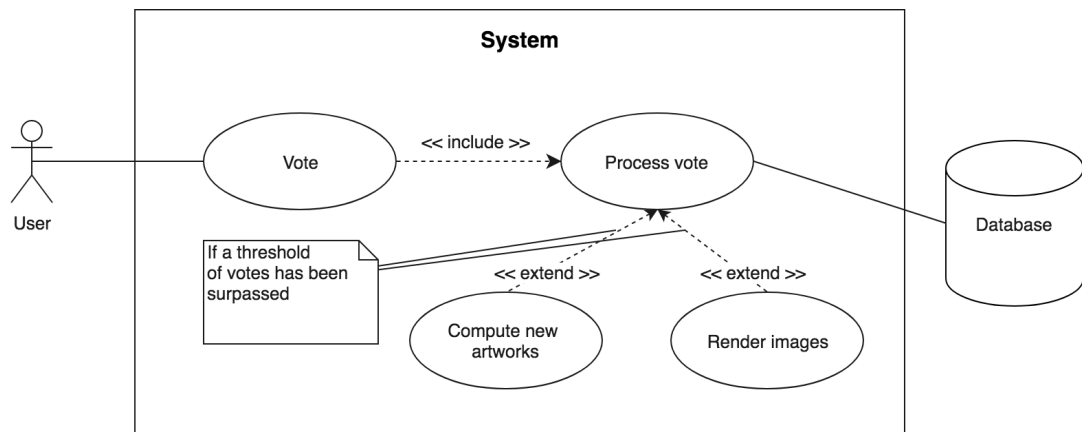 System
<< include >>
Vote
Process vote
User
Database
If a threshold
of votes has been
surpassed
<< extend >>
<< extend >>
Compute new
artworks
Render images